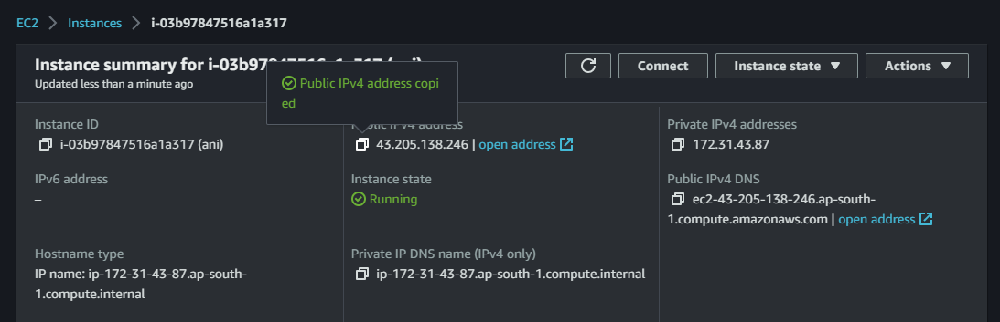 EC2 > Instances > i-03b97847516a1a317
Instance summary for i-03b97847516a1a317 (ani)
Connect
Instance state
Actions
Updated less than a minute ago
Public IPv4 address copi
ed
Instance ID
Public IPv4 address
Private IPv4 addresses
i-03b97847516a1a317 (ani)
43.205.138.246 | open address
172.31.43.87
IPv6 address
Instance state
Public IPv4 DNS
–
Running
ec2-43-205-138-246.ap-south-
1.compute.amazonaws.com | open address
Hostname type
Private IP DNS name (IPv4 only)
IP name: ip-172-31-43-87.ap-south-
1.compute.internal
ip-172-31-43-87.ap-south-1.compute.internal